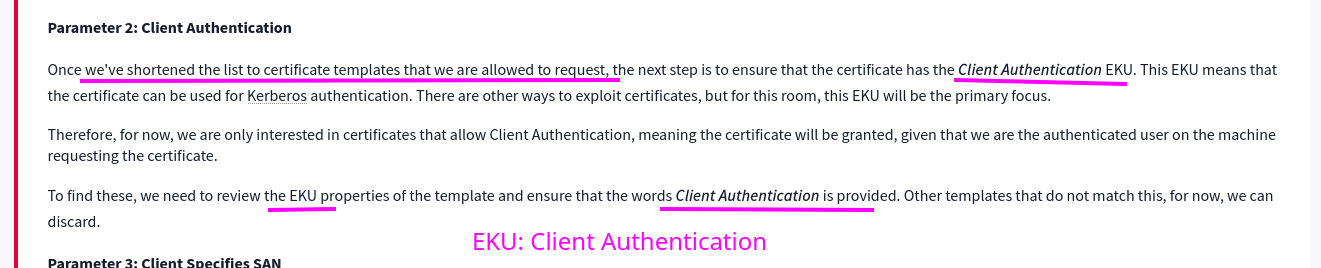 Parameter 2: Client Authentication
Once we've shortened the list to certificate templates that we are allowed to request, the next step is to ensure that the certificate has the Client Authentication EKU. This EKU means that
the certificate can be used for Kerberos authentication. There are other ways to exploit certificates, but for this room, this EKU will be the primary focus.
Therefore, for now, we are only interested in certificates that allow Client Authentication, meaning the certificate will be granted, given that we are the authenticated user on the machine
requesting the certificate.
To find these, we need to review the EKU properties of the template and ensure that the words Client Authentication is provided. Other templates that do not match this, for now, we can
discard.
EKU: Client Authentication
Parameter 3: Client Specifies SAN